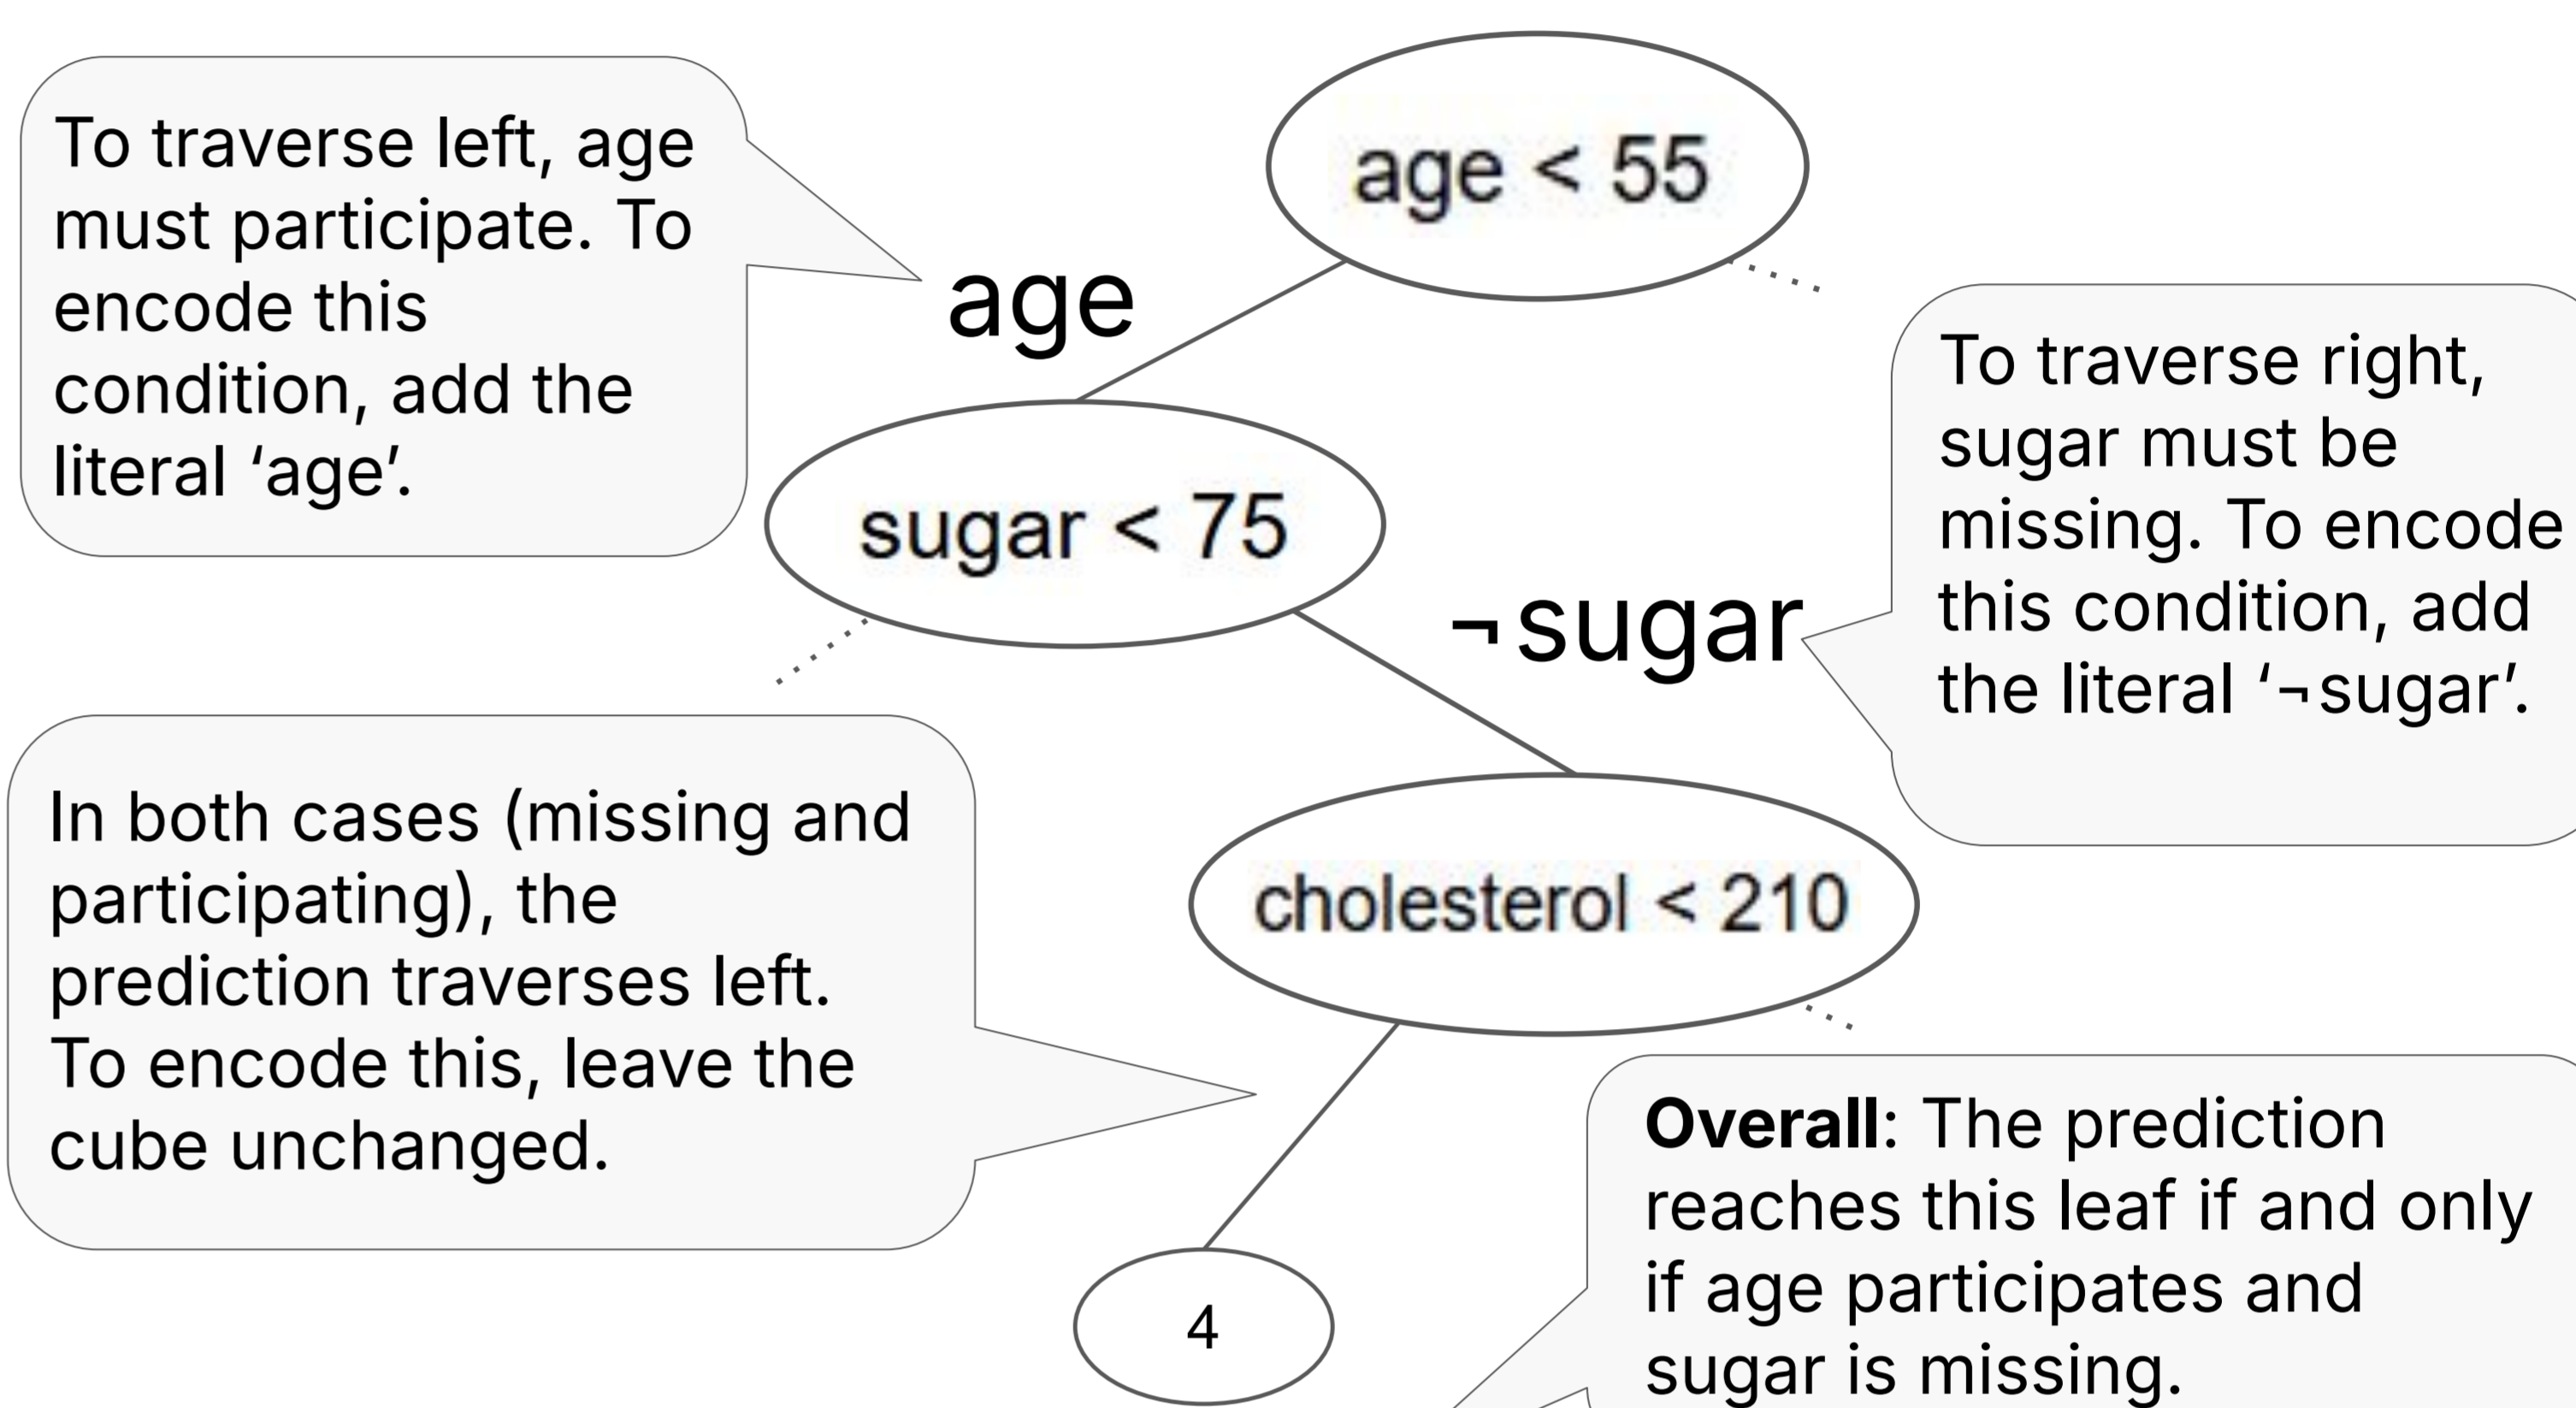 age < 55
To traverse left, age
must participate. To
encode this
condition, add the
literal ‘age’.
age
To traverse right,
sugar must be
missing. To encode
this condition, add
the literal ‘¬sugar’.
sugar < 75
¬sugar
In both cases (missing and
participating), the
prediction traverses left.
To encode this, leave the
cube unchanged.
cholesterol < 210
Overall: The prediction
reaches this leaf if and only
if age participates and
sugar is missing.
4